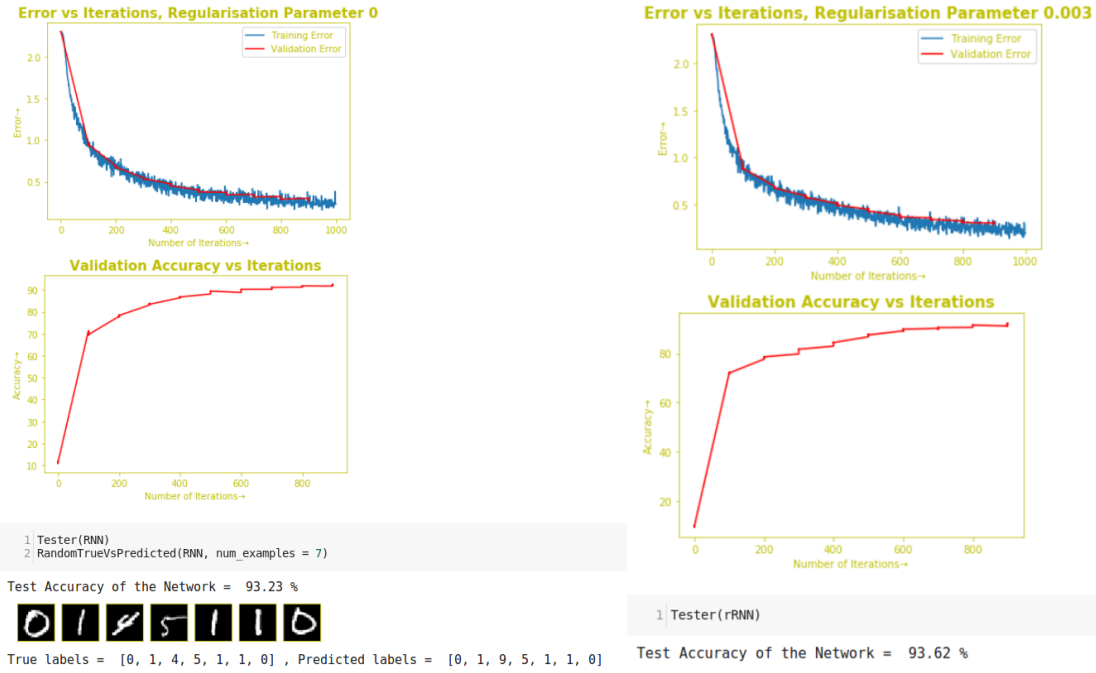 Error vs Iterations, Regularisation Parameter 0
Training Error
Validation Error
2.0
1.5
1.0
0.5
Error→
0 200 400 600 800 1000
Number of Iterations→
Validation Accuracy vs Iterations
90
80
70
60
50
40
30
20
10
Accuracy→
0 200 400 600 800
Number of Iterations→
1 Tester(RNN)
2 RandomTrueVsPredicted(RNN, num_examples = 7)
Test Accuracy of the Network = 93.23 %
0 1 4 5 1 1 0
True labels = [0, 1, 4, 5, 1, 1, 0] , Predicted labels = [0, 1, 9, 5, 1, 1, 0]
Error vs Iterations, Regularisation Parameter 0.003
Training Error
Validation Error
2.0
1.5
1.0
0.5
Error→
0 200 400 600 800 1000
Number of Iterations→
Validation Accuracy vs Iterations
80
60
40
20
Accuracy→
0 200 400 600 800
Number of Iterations→
1 Tester(rRNN)
Test Accuracy of the Network = 93.62 %